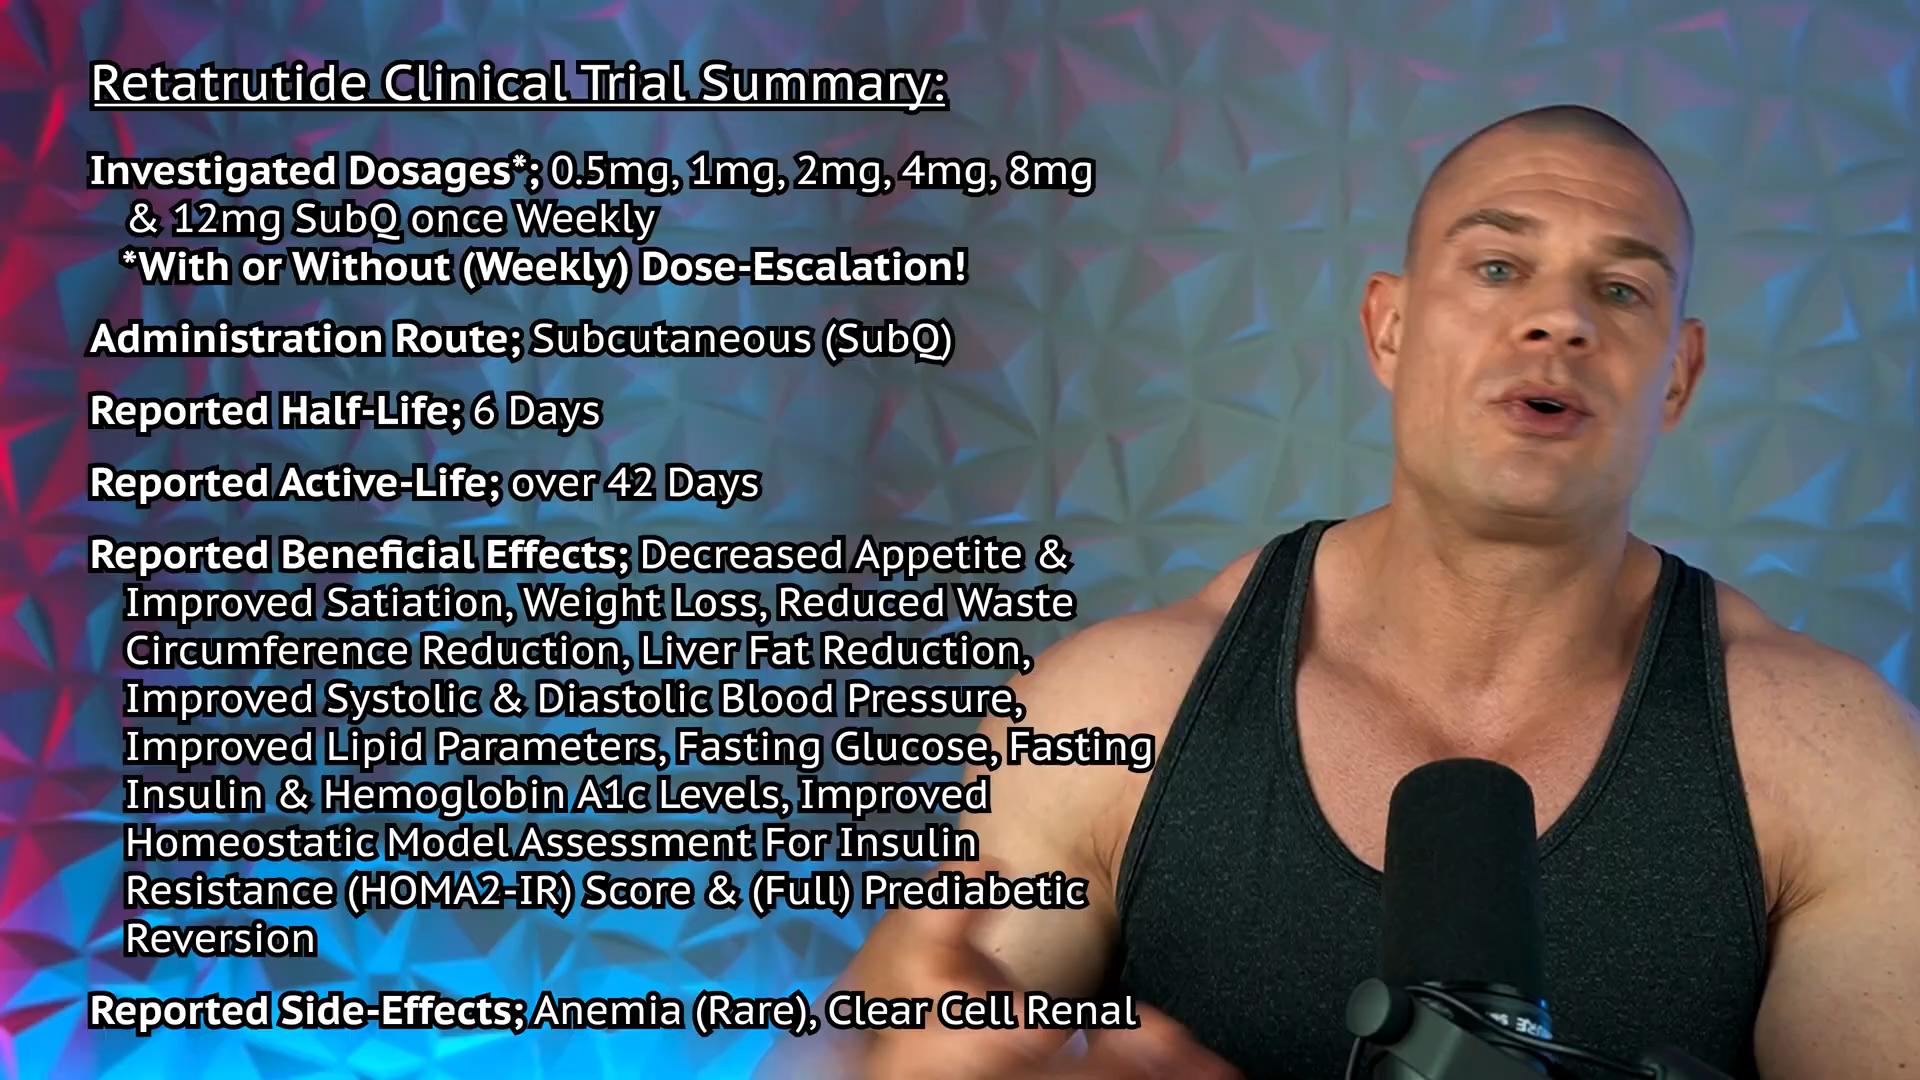 Retatrutide Clinical Trial Summary:
Investigated Dosages*; 0.5mg, 1mg, 2mg, 4mg, 8mg
& 12mg SubQ once Weekly
*With or Without (Weekly) Dose-Escalation!
Administration Route; Subcutaneous (SubQ)
Reported Half-Life; 6 Days
Reported Active-Life; over 42 Days
Reported Beneficial Effects; Decreased Appetite &
Improved Satiation, Weight Loss, Reduced Waste
Circumference Reduction, Liver Fat Reduction,
Improved Systolic & Diastolic Blood Pressure,
Improved Lipid Parameters, Fasting Glucose, Fasting
Insulin & Hemoglobin A1c Levels, Improved
Homeostatic Model Assessment For Insulin
Resistance (HOMA2-IR) Score & (Full) Prediabetic
Reversion
Reported Side-Effects; Anemia (Rare), Clear Cell Renal